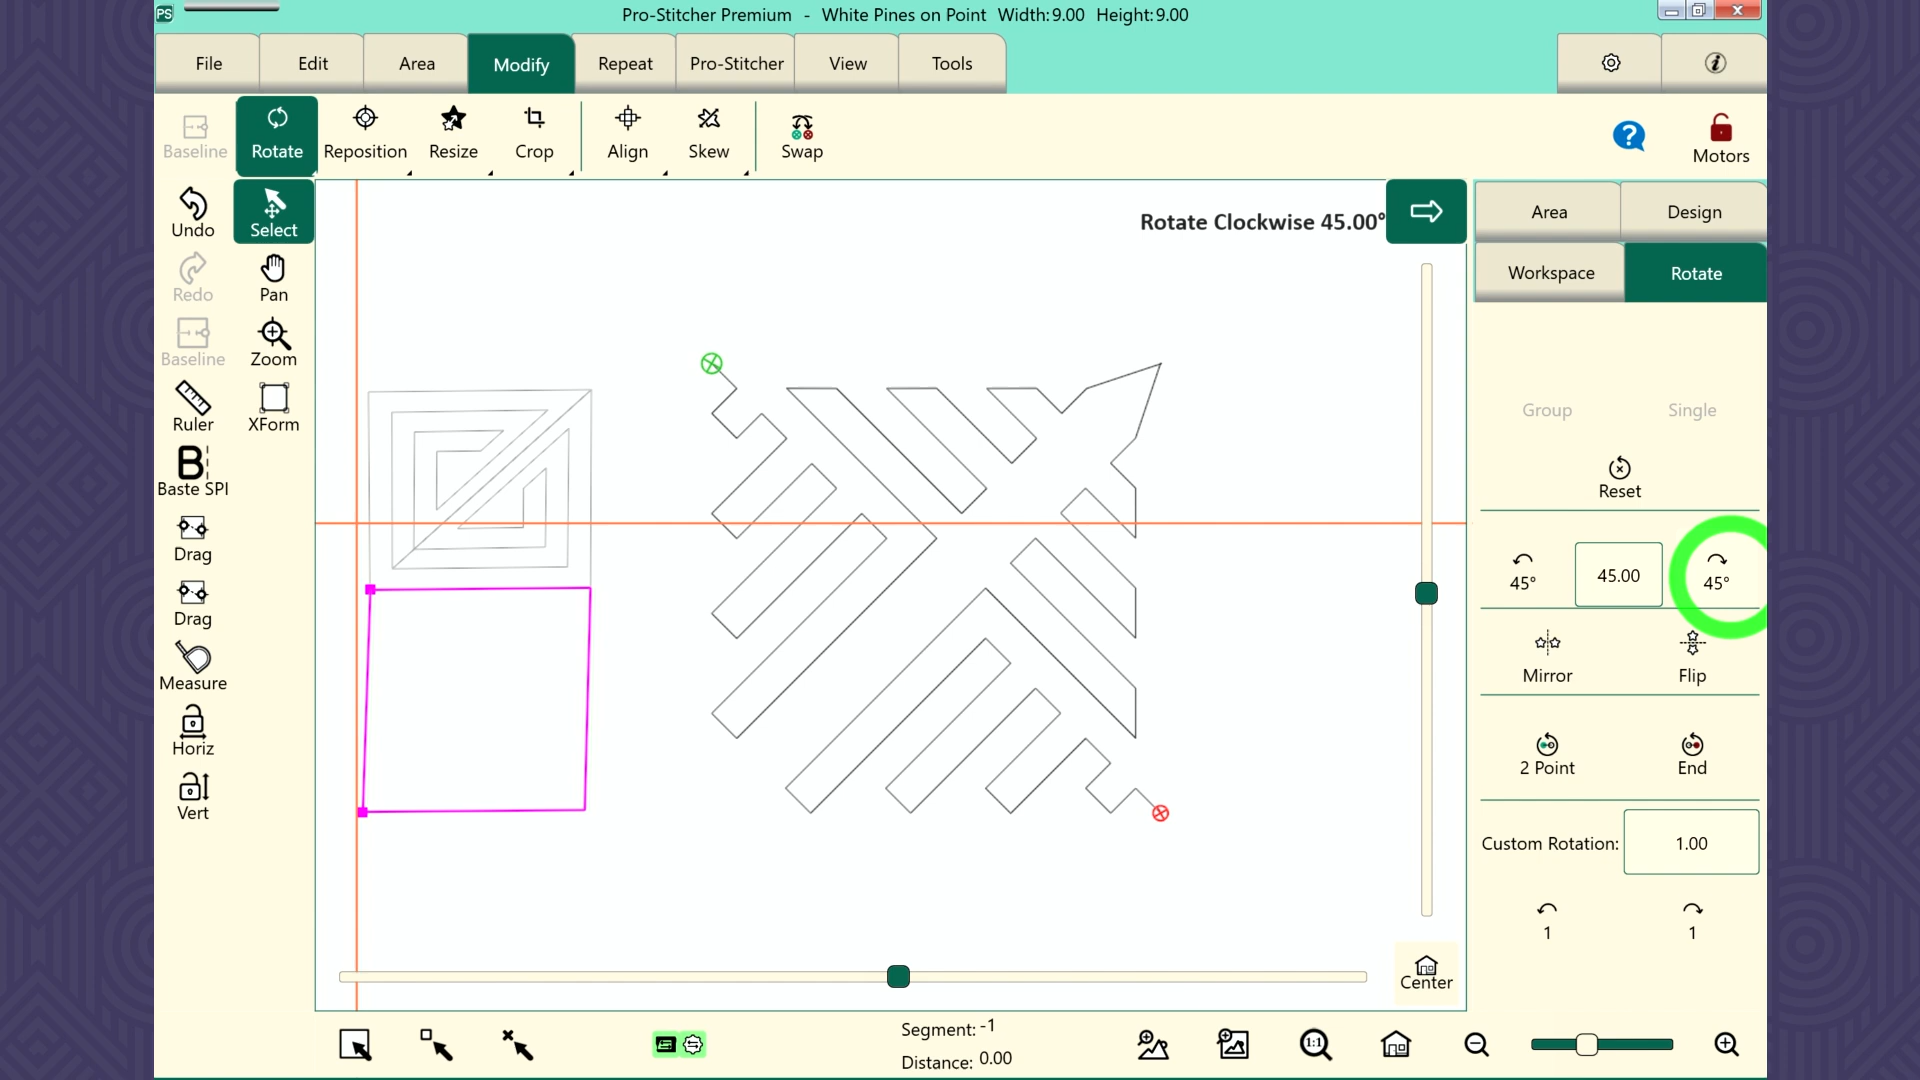 PS
Pro-Stitcher Premium - White Pines on Point Width:9.00 Height:9.00
File Edit Area Modify Repeat Pro-Stitcher View Tools
Baseline Rotate Reposition Resize Crop Align Skew Swap Motors
Undo Select
Rotate Clockwise 45.00°
Area Design
Redo Pan
Workspace Rotate
Baseline Zoom
Ruler XForm
Group Single
Baste SPI
Reset
Drag
45° 45.00 45°
Drag
Measure
Mirror Flip
Horiz
2 Point End
Vert
Custom Rotation: 1.00
1 1
Center
Segment: -1
1:1
Distance: 0.00